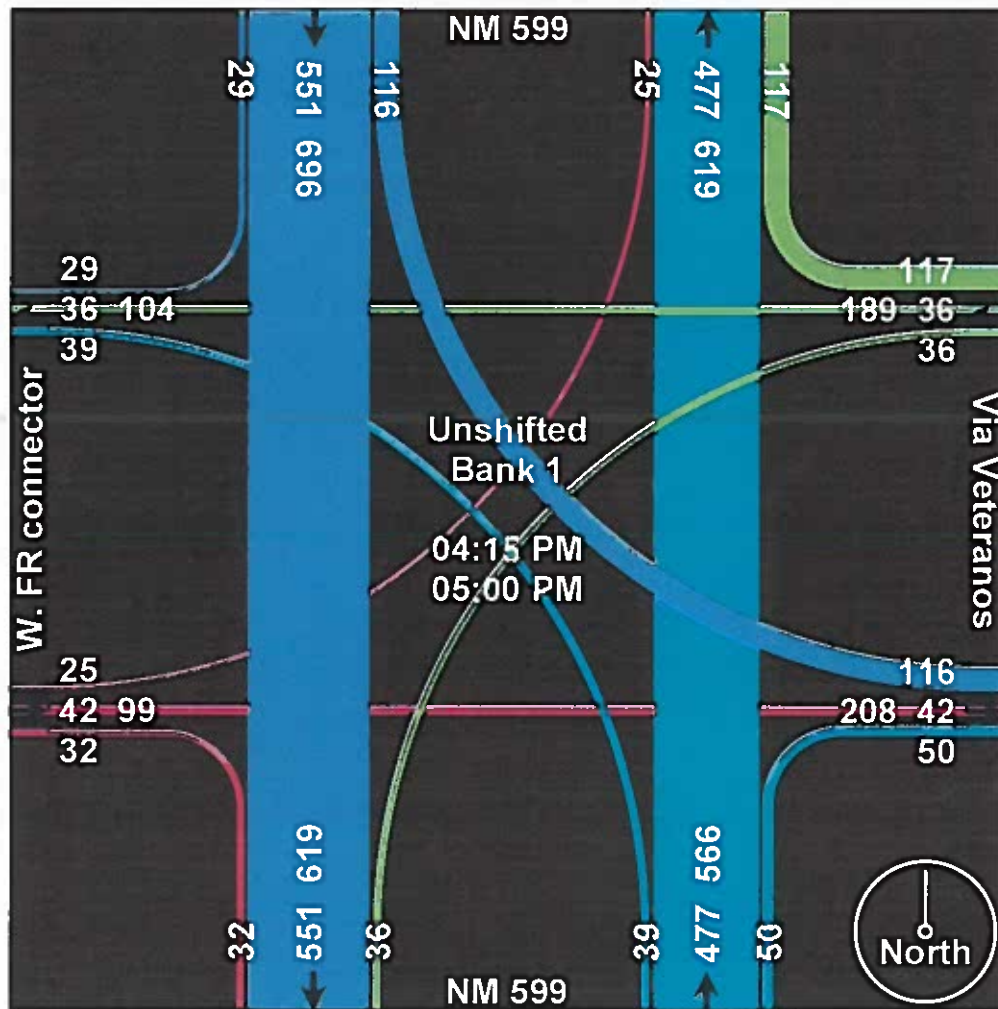 NM 599
29
551 696
116
25
477 619
117
29
36 104
39
117
189 36
36
W. FR connector
Via Veteranos
Unshifted
Bank 1
04:15 PM
05:00 PM
25
42 99
32
116
208 42
50
32
551 619
36
39
477 566
50
North
NM 599